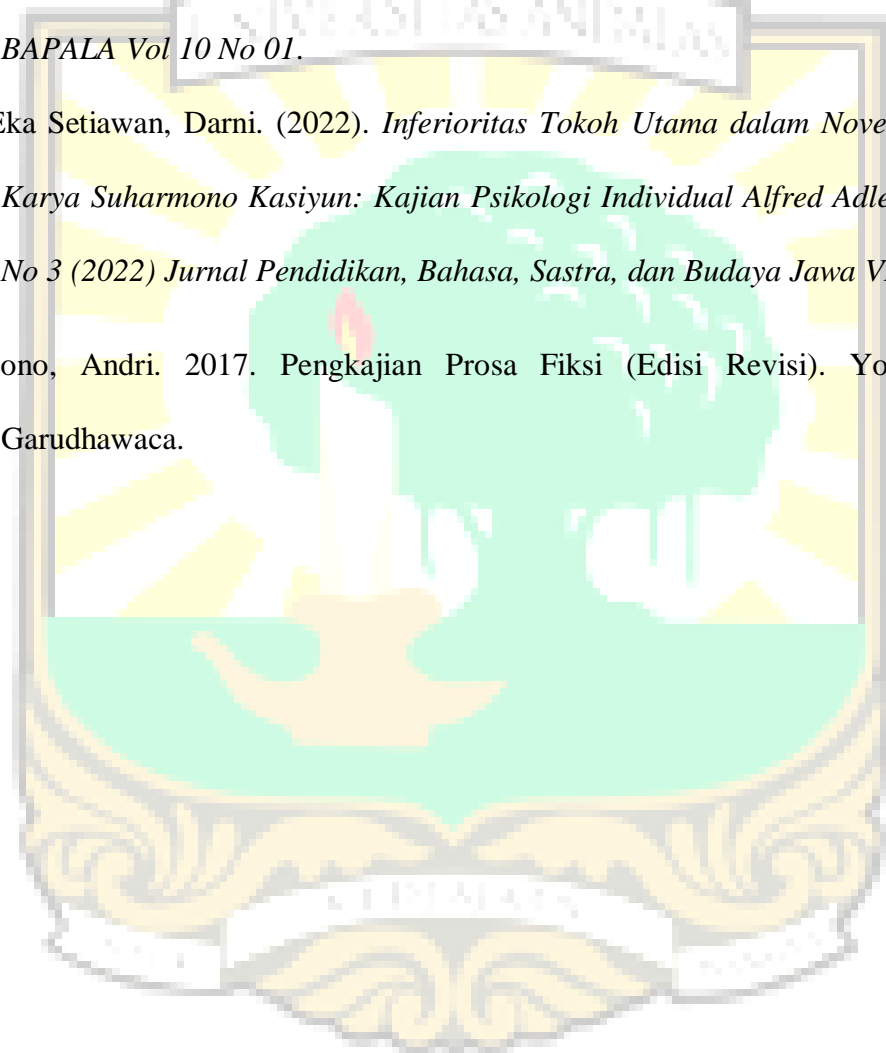 BAPALA Vol 10 No 01.
Eka Setiawan, Darni. (2022). Inferioritas Tokoh Utama dalam Nove
Karya Suharmono Kasiyun: Kajian Psikologi Individual Alfred Adle
No 3 (2022) Jurnal Pendidikan, Bahasa, Sastra, dan Budaya Jawa V
ono, Andri. 2017. Pengkajian Prosa Fiksi (Edisi Revisi). Yo
Garudhawaca.